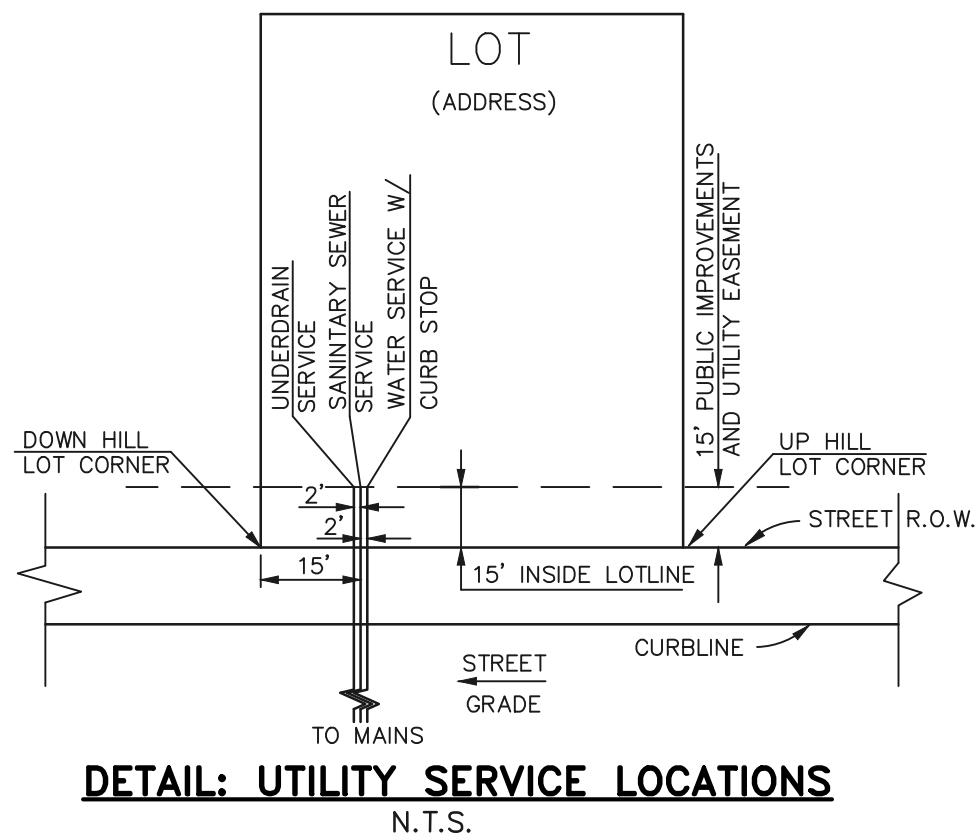 LOT
(ADDRESS)
UNDERDRAIN
SERVICE
SANINTARY SEWER
SERVICE
WATER SERVICE W/
CURB STOP
15' PUBLIC IMPROVEMENTS
AND UTILITY EASEMENT
DOWN HILL
LOT CORNER
UP HILL
LOT CORNER
2'
2'
STREET R.O.W.
15'
15' INSIDE LOTLINE
CURBLINE
STREET
GRADE
TO MAINS
DETAIL: UTILITY SERVICE LOCATIONS
N.T.S.